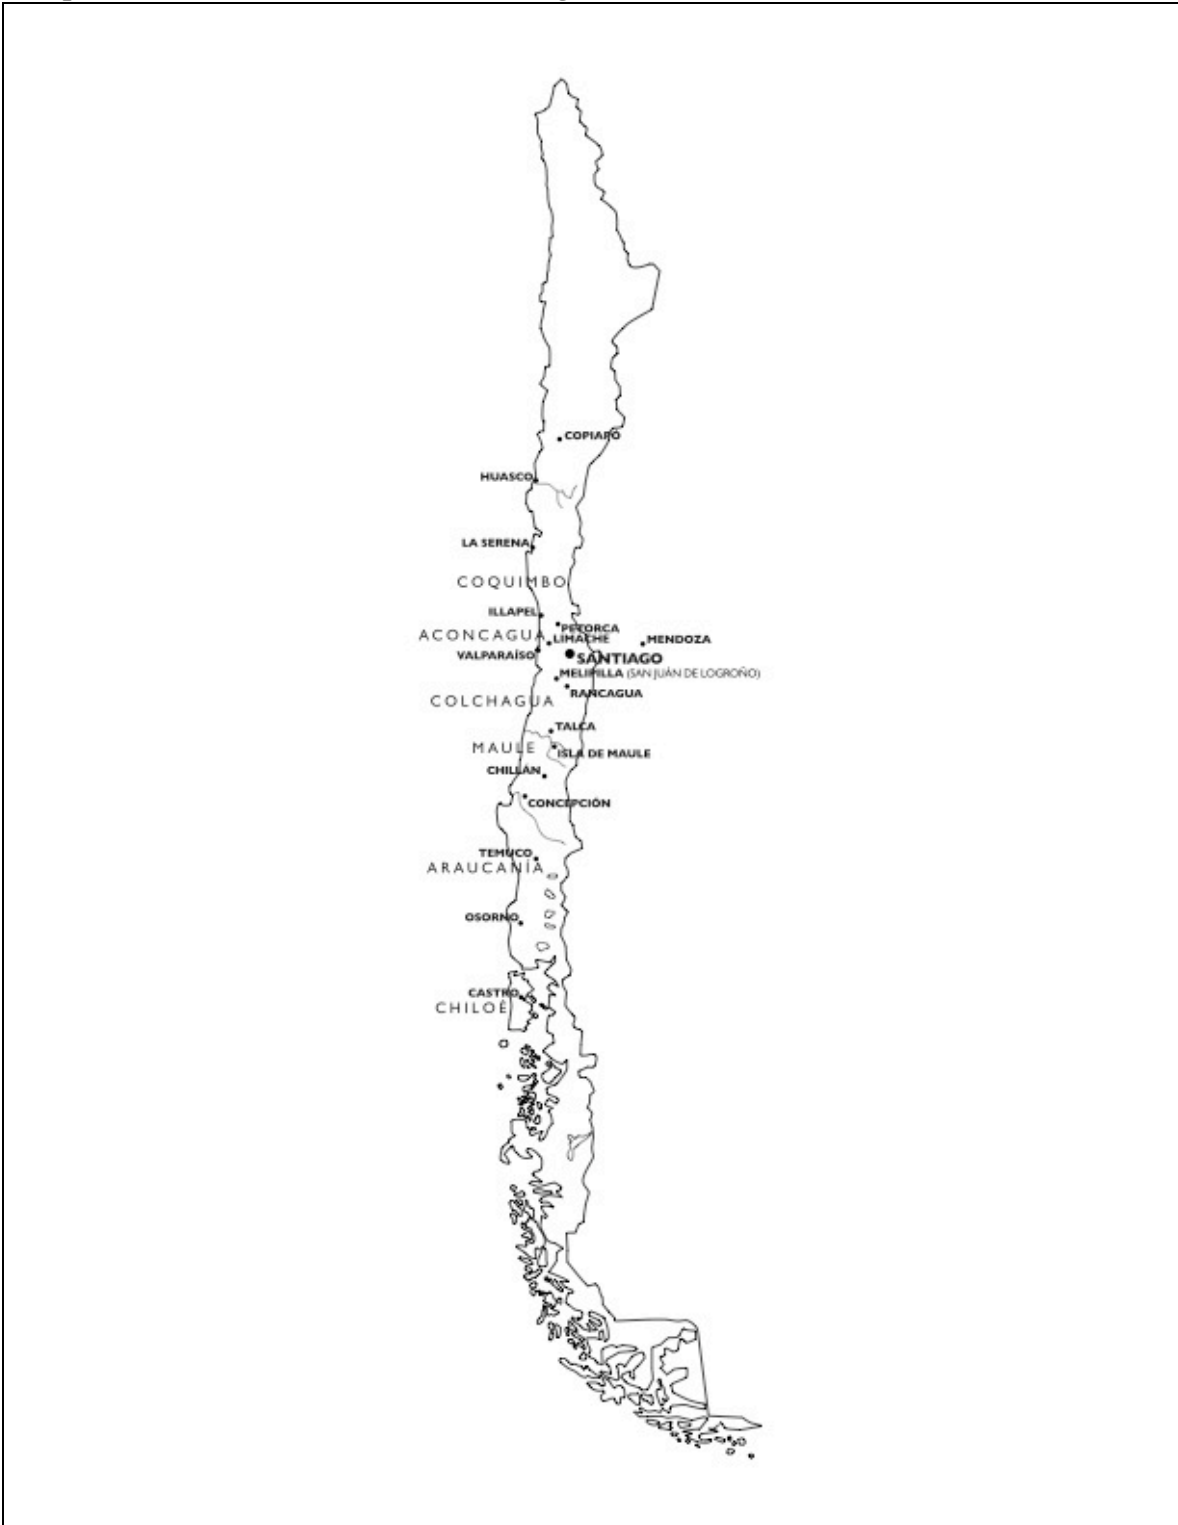 COPIAPÓ
HUASCO
LA SERENA
COQUIMBO
ILLAPEL
PETORCA
ACONCAGUA
LIMACHE
MENDOZA
VALPARAÍSO
SANTIAGO
MELIPILLA (SAN JUÁN DE LOGROÑO)
RANCAGUA
COLCHAGUA
TALCA
MAULE
ISLA DE MAULE
CHILLÁN
CONCEPCIÓN
TEMUCO
ARAUCANÍA
OSORNO
CASTRO
CHILOÉ